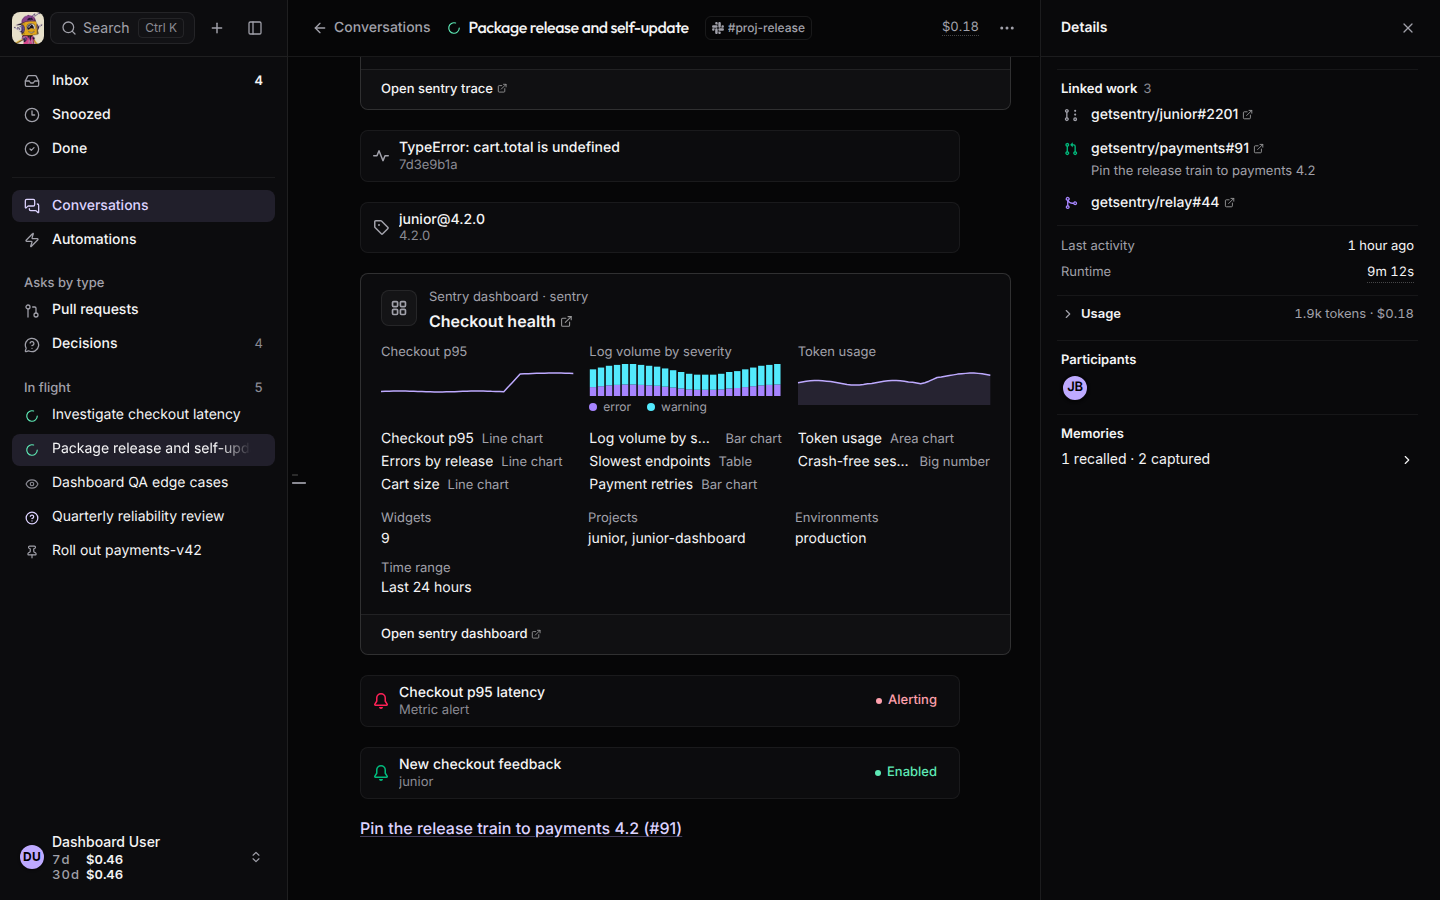 Search Ctrl K
Inbox 4
Snoozed
Done
Conversations
Automations
Asks by type
Pull requests
Decisions 4
In flight 5
Investigate checkout latency
Package release and self-upd
Dashboard QA edge cases
Quarterly reliability review
Roll out payments-v42
DU Dashboard User
7d $0.46
30d $0.46
Conversations Package release and self-update #proj-release $0.18
Open sentry trace
TypeError: cart.total is undefined
7d3e9b1a
junior@4.2.0
4.2.0
Sentry dashboard · sentry
Checkout health
Checkout p95 Log volume by severity Token usage
error warning
Checkout p95 Line chart Log volume by s... Bar chart Token usage Area chart
Errors by release Line chart Slowest endpoints Table Crash-free ses... Big number
Cart size Line chart Payment retries Bar chart
Widgets Projects Environments
9 junior, junior-dashboard production
Time range
Last 24 hours
Open sentry dashboard
Checkout p95 latency
Metric alert
Alerting
New checkout feedback
junior
Enabled
Pin the release train to payments 4.2 (#91)
Details
Linked work 3
getsentry/junior#2201
getsentry/payments#91
Pin the release train to payments 4.2
getsentry/relay#44
Last activity 1 hour ago
Runtime 9m 12s
Usage 1.9k tokens · $0.18
Participants
JB
Memories
1 recalled · 2 captured